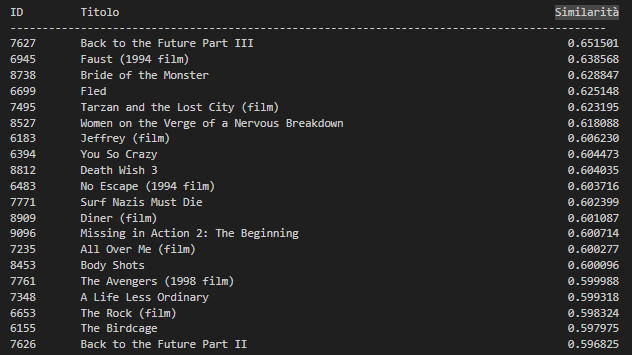 ID Titolo Similarità
--------------------------------------------------------------------------------------------
7627 Back to the Future Part III 0.651501
6945 Faust (1994 film) 0.638568
8738 Bride of the Monster 0.628847
6699 Fled 0.625148
7495 Tarzan and the Lost City (film) 0.623195
8527 Women on the Verge of a Nervous Breakdown 0.618088
6183 Jeffrey (film) 0.606230
6394 You So Crazy 0.604473
8812 Death Wish 3 0.604035
6483 No Escape (1994 film) 0.603716
7771 Surf Nazis Must Die 0.602399
8909 Diner (film) 0.601087
9096 Missing in Action 2: The Beginning 0.600714
7235 All Over Me (film) 0.600277
8453 Body Shots 0.600096
7761 The Avengers (1998 film) 0.599988
7348 A Life Less Ordinary 0.599318
6653 The Rock (film) 0.598324
6155 The Birdcage 0.597975
7626 Back to the Future Part II 0.596825